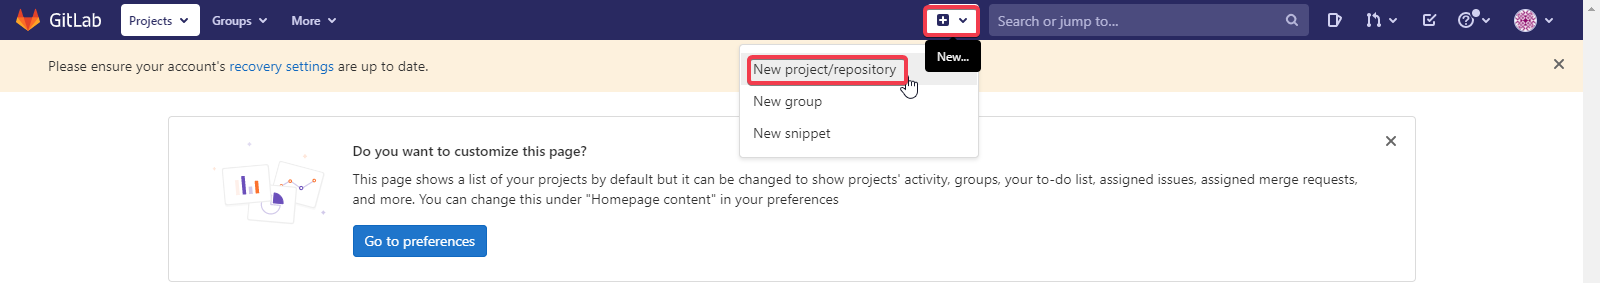 GitLab Projects Groups More Search or jump to...
New...
Please ensure your account's recovery settings are up to date.
New project/repository
New group
New snippet
Do you want to customize this page?
This page shows a list of your projects by default but it can be changed to show projects' activity, groups, your to-do list, assigned issues, assigned merge requests,
and more. You can change this under "Homepage content" in your preferences
Go to preferences